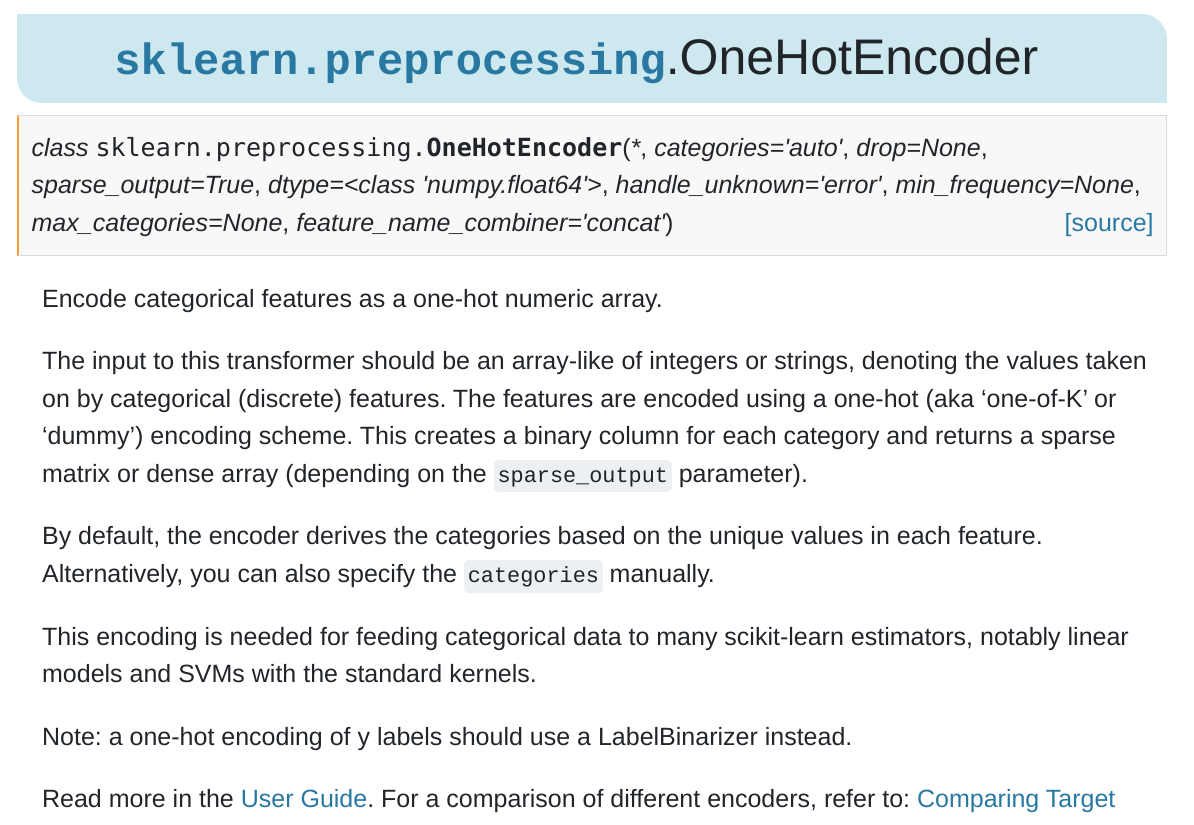 sklearn.preprocessing.OneHotEncoder
class sklearn.preprocessing.OneHotEncoder(*, categories='auto', drop=None,
sparse_output=True, dtype=<class 'numpy.float64'>, handle_unknown='error', min_frequency=None,
max_categories=None, feature_name_combiner='concat') [source]
Encode categorical features as a one-hot numeric array.
The input to this transformer should be an array-like of integers or strings, denoting the values taken
on by categorical (discrete) features. The features are encoded using a one-hot (aka ‘one-of-K’ or
‘dummy’) encoding scheme. This creates a binary column for each category and returns a sparse
matrix or dense array (depending on the sparse_output parameter).
By default, the encoder derives the categories based on the unique values in each feature.
Alternatively, you can also specify the categories manually.
This encoding is needed for feeding categorical data to many scikit-learn estimators, notably linear
models and SVMs with the standard kernels.
Note: a one-hot encoding of y labels should use a LabelBinarizer instead.
Read more in the User Guide. For a comparison of different encoders, refer to: Comparing Target